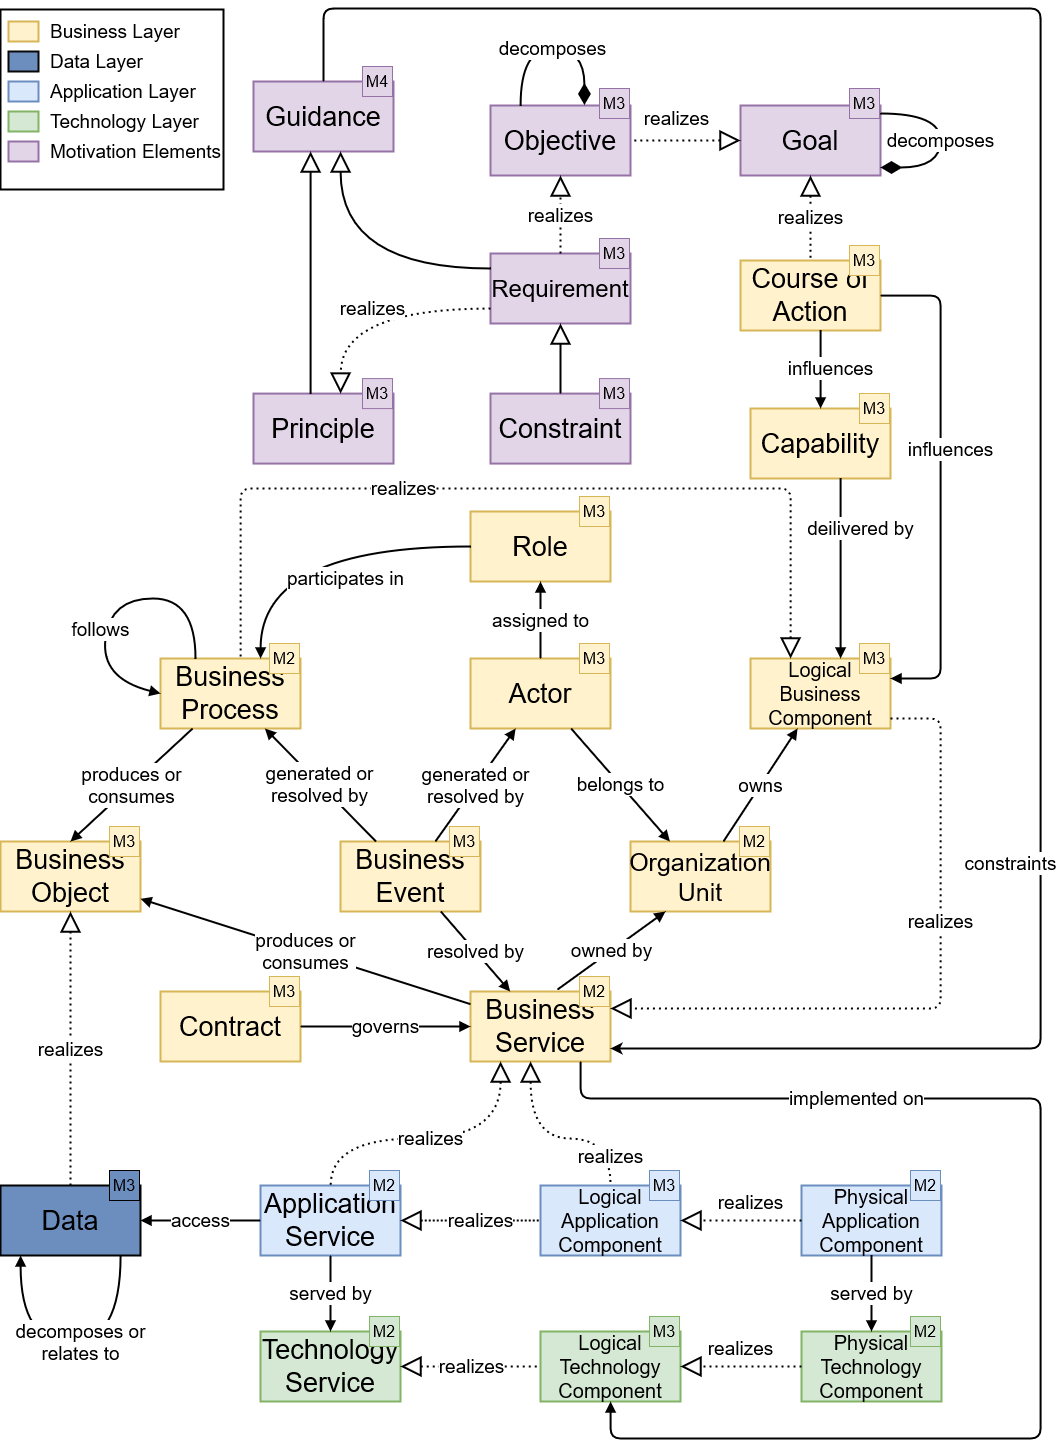 Business Layer
Data Layer
Application Layer
Technology Layer
Motivation Elements
decomposes
M4
Guidance
M3
Objective
realizes
M3
Goal
decomposes
realizes
realizes
M3
Requirement
M3
Course of
Action
realizes
influences
M3
Principle
M3
Constraint
M3
Capability
influences
realizes
M3
Role
deilivered by
participates in
assigned to
follows
M2
Business
Process
M3
Actor
M3
Logical
Business
Component
produces or
consumes
generated or
resolved by
generated or
resolved by
belongs to
owns
M3
Business
Object
M3
Business
Event
M2
Organization
Unit
constraints
produces or
consumes
resolved by
owned by
realizes
M3
Contract
governs
M2
Business
Service
realizes
implemented on
realizes
realizes
M3
Data
access
M2
Application
Service
realizes
M3
Logical
Application
Component
realizes
M2
Physical
Application
Component
decomposes or
relates to
served by
served by
M2
Technology
Service
realizes
M3
Logical
Technology
Component
realizes
M2
Physical
Technology
Component